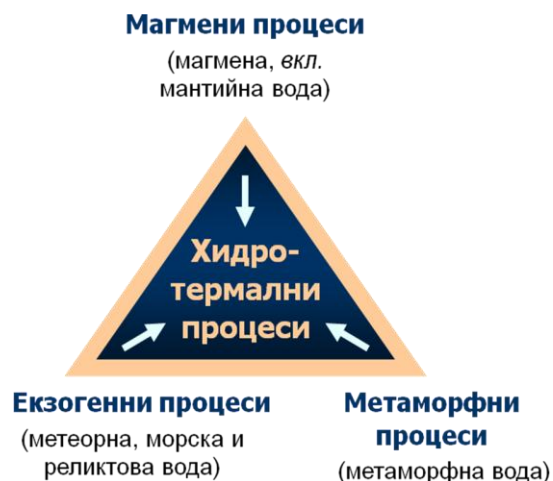 Магмени процеси
(магмена, вкл.
мантийна вода)
Хидро-
термални
процеси
Екзогенни процеси
(метеорна, морска и
реликтова вода)
Метаморфни
процеси
(метаморфна вода)